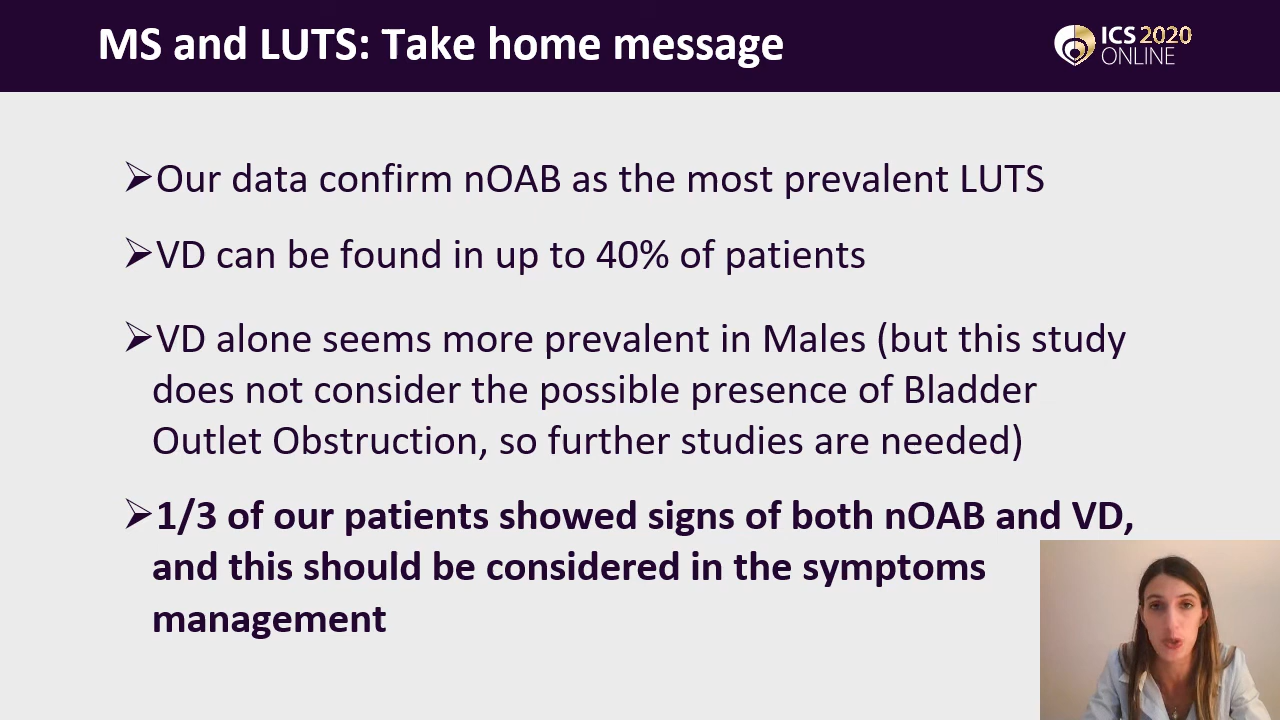 MS and LUTS: Take home message
ICS 2020
ONLINE
➢Our data confirm nOAB as the most prevalent LUTS
➢VD can be found in up to 40% of patients
➢VD alone seems more prevalent in Males (but this study
does not consider the possible presence of Bladder
Outlet Obstruction, so further studies are needed)
➢1/3 of our patients showed signs of both nOAB and VD,
and this should be considered in the symptoms
management